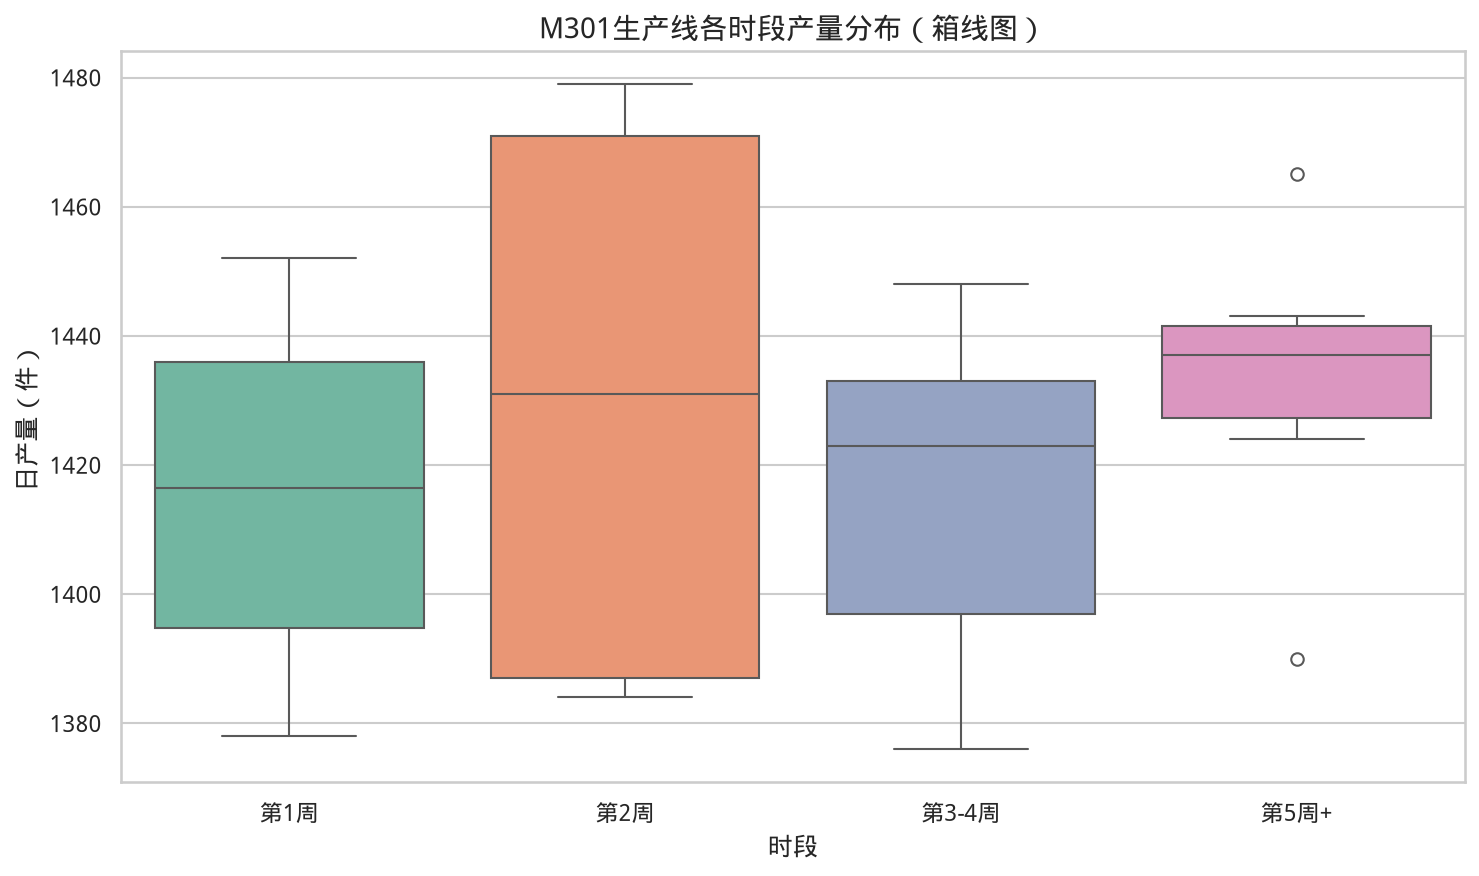 M301生产线各时段产量分布（箱线图）
日产量（件）
1480
1460
1440
1420
1400
1380
第1周
第2周
第3-4周
第5周+
时段